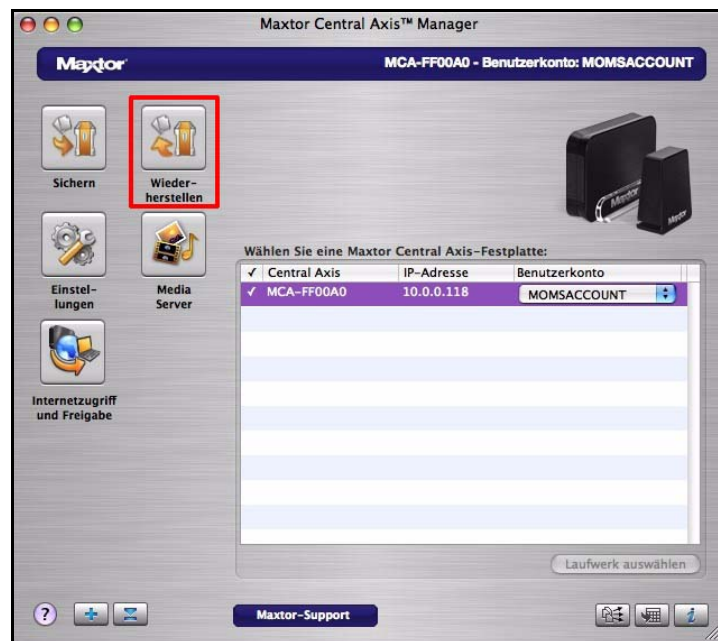 Maxtor Central Axis™ Manager
Maxtor
MCA-FF00A0 - Benutzerkonto: MOMSACCOUNT
Sichern
Wieder-
herstellen
Einstel-
lungen
Media
Server
Internetzugriff
und Freigabe
Maxtor
Maxtor
Wählen Sie eine Maxtor Central Axis-Festplatte:
✓ Central Axis IP-Adresse Benutzerkonto
✓ MCA-FF00A0 10.0.0.118 MOMSACCOUNT
Laufwerk auswählen
? Maxtor-Support i